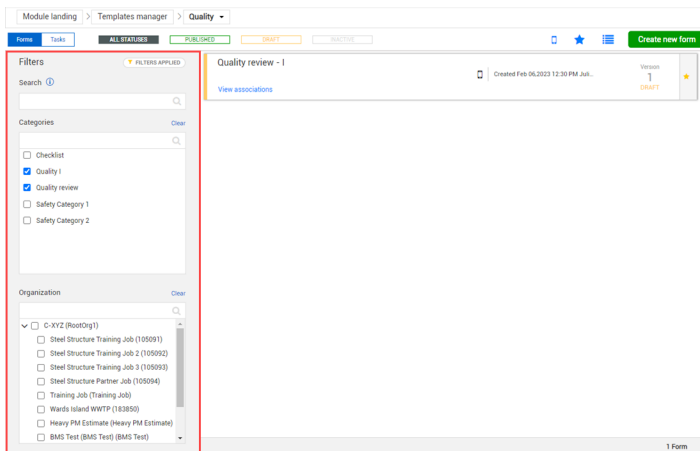 Module landing > Templates manager > Quality
Forms Tasks ALL STATUSES PUBLISHED DRAFT INACTIVE Create new form
Filters FILTERS APPLIED
Search
Categories Clear
Checklist
Quality I
Quality review
Safety Category 1
Safety Category 2
Organization Clear
C-XYZ (RootOrg1)
Steel Structure Training Job (105091)
Steel Structure Training Job 2 (105092)
Steel Structure Training Job 3 (105093)
Steel Structure Partner Job (105094)
Training Job (Training Job)
Wards Island WWTP (183850)
Heavy PM Estimate (Heavy PM Estimate)
BMS Test (BMS Test) (BMS Test)
Quality review - I
View associations
Created Feb 06,2023 12:30 PM Juli...
Version
1
DRAFT
1 Form